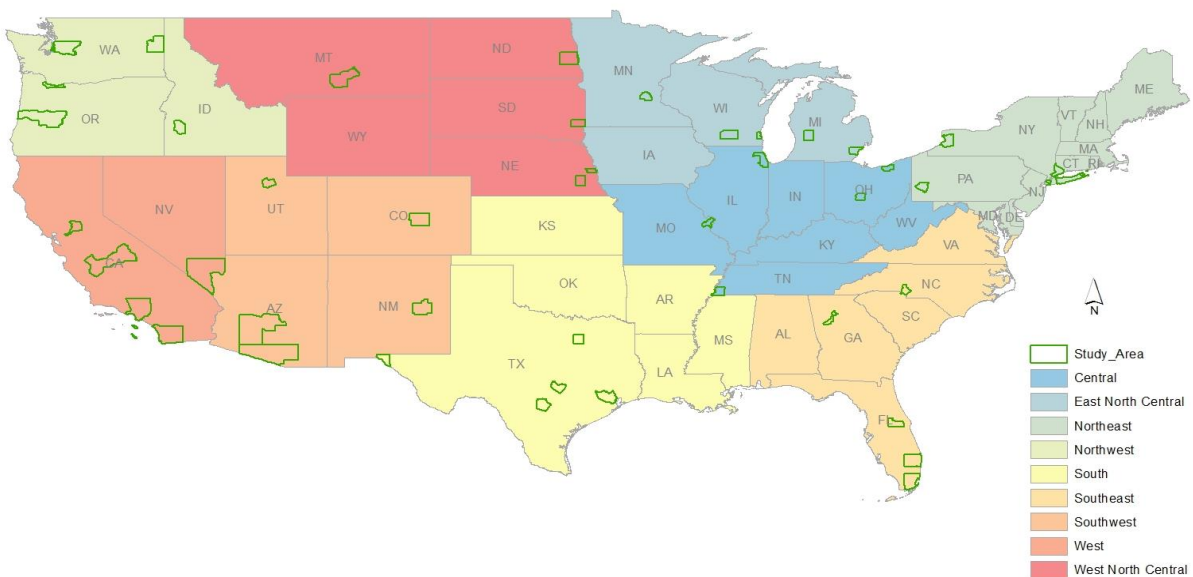 WA
MT
ND
MN
ME
OR
ID
SD
WI
MI
VT
NH
NY
WY
MA
CT
RI
IA
NE
PA
NJ
NV
UT
CO
IL
IN
OH
MD
DE
WV
KS
MO
KY
VA
CA
TN
NC
OK
AR
AZ
NM
SC
MS
AL
GA
TX
LA
FL
N
Study_Area
Central
East North Central
Northeast
Northwest
South
Southeast
Southwest
West
West North Central